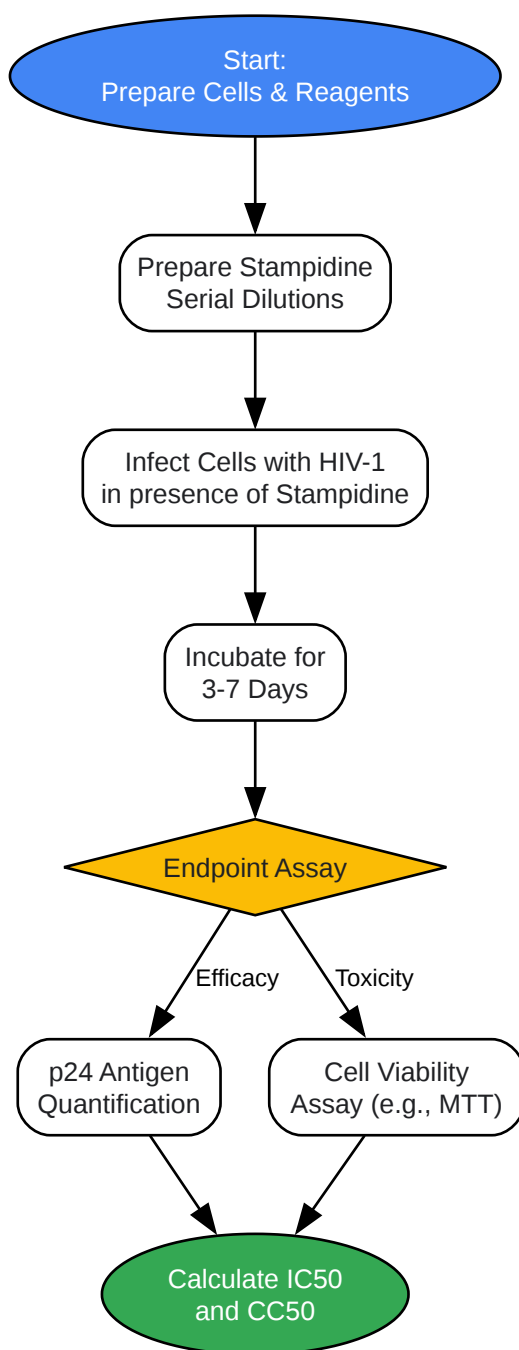 Start:
Prepare Cells & Reagents
Prepare Stampidine
Serial Dilutions
Infect Cells with HIV-1
in presence of Stampidine
Incubate for
3-7 Days
Endpoint Assay
Efficacy
Toxicity
p24 Antigen
Quantification
Cell Viability
Assay (e.g., MTT)
Calculate IC50
and CC50